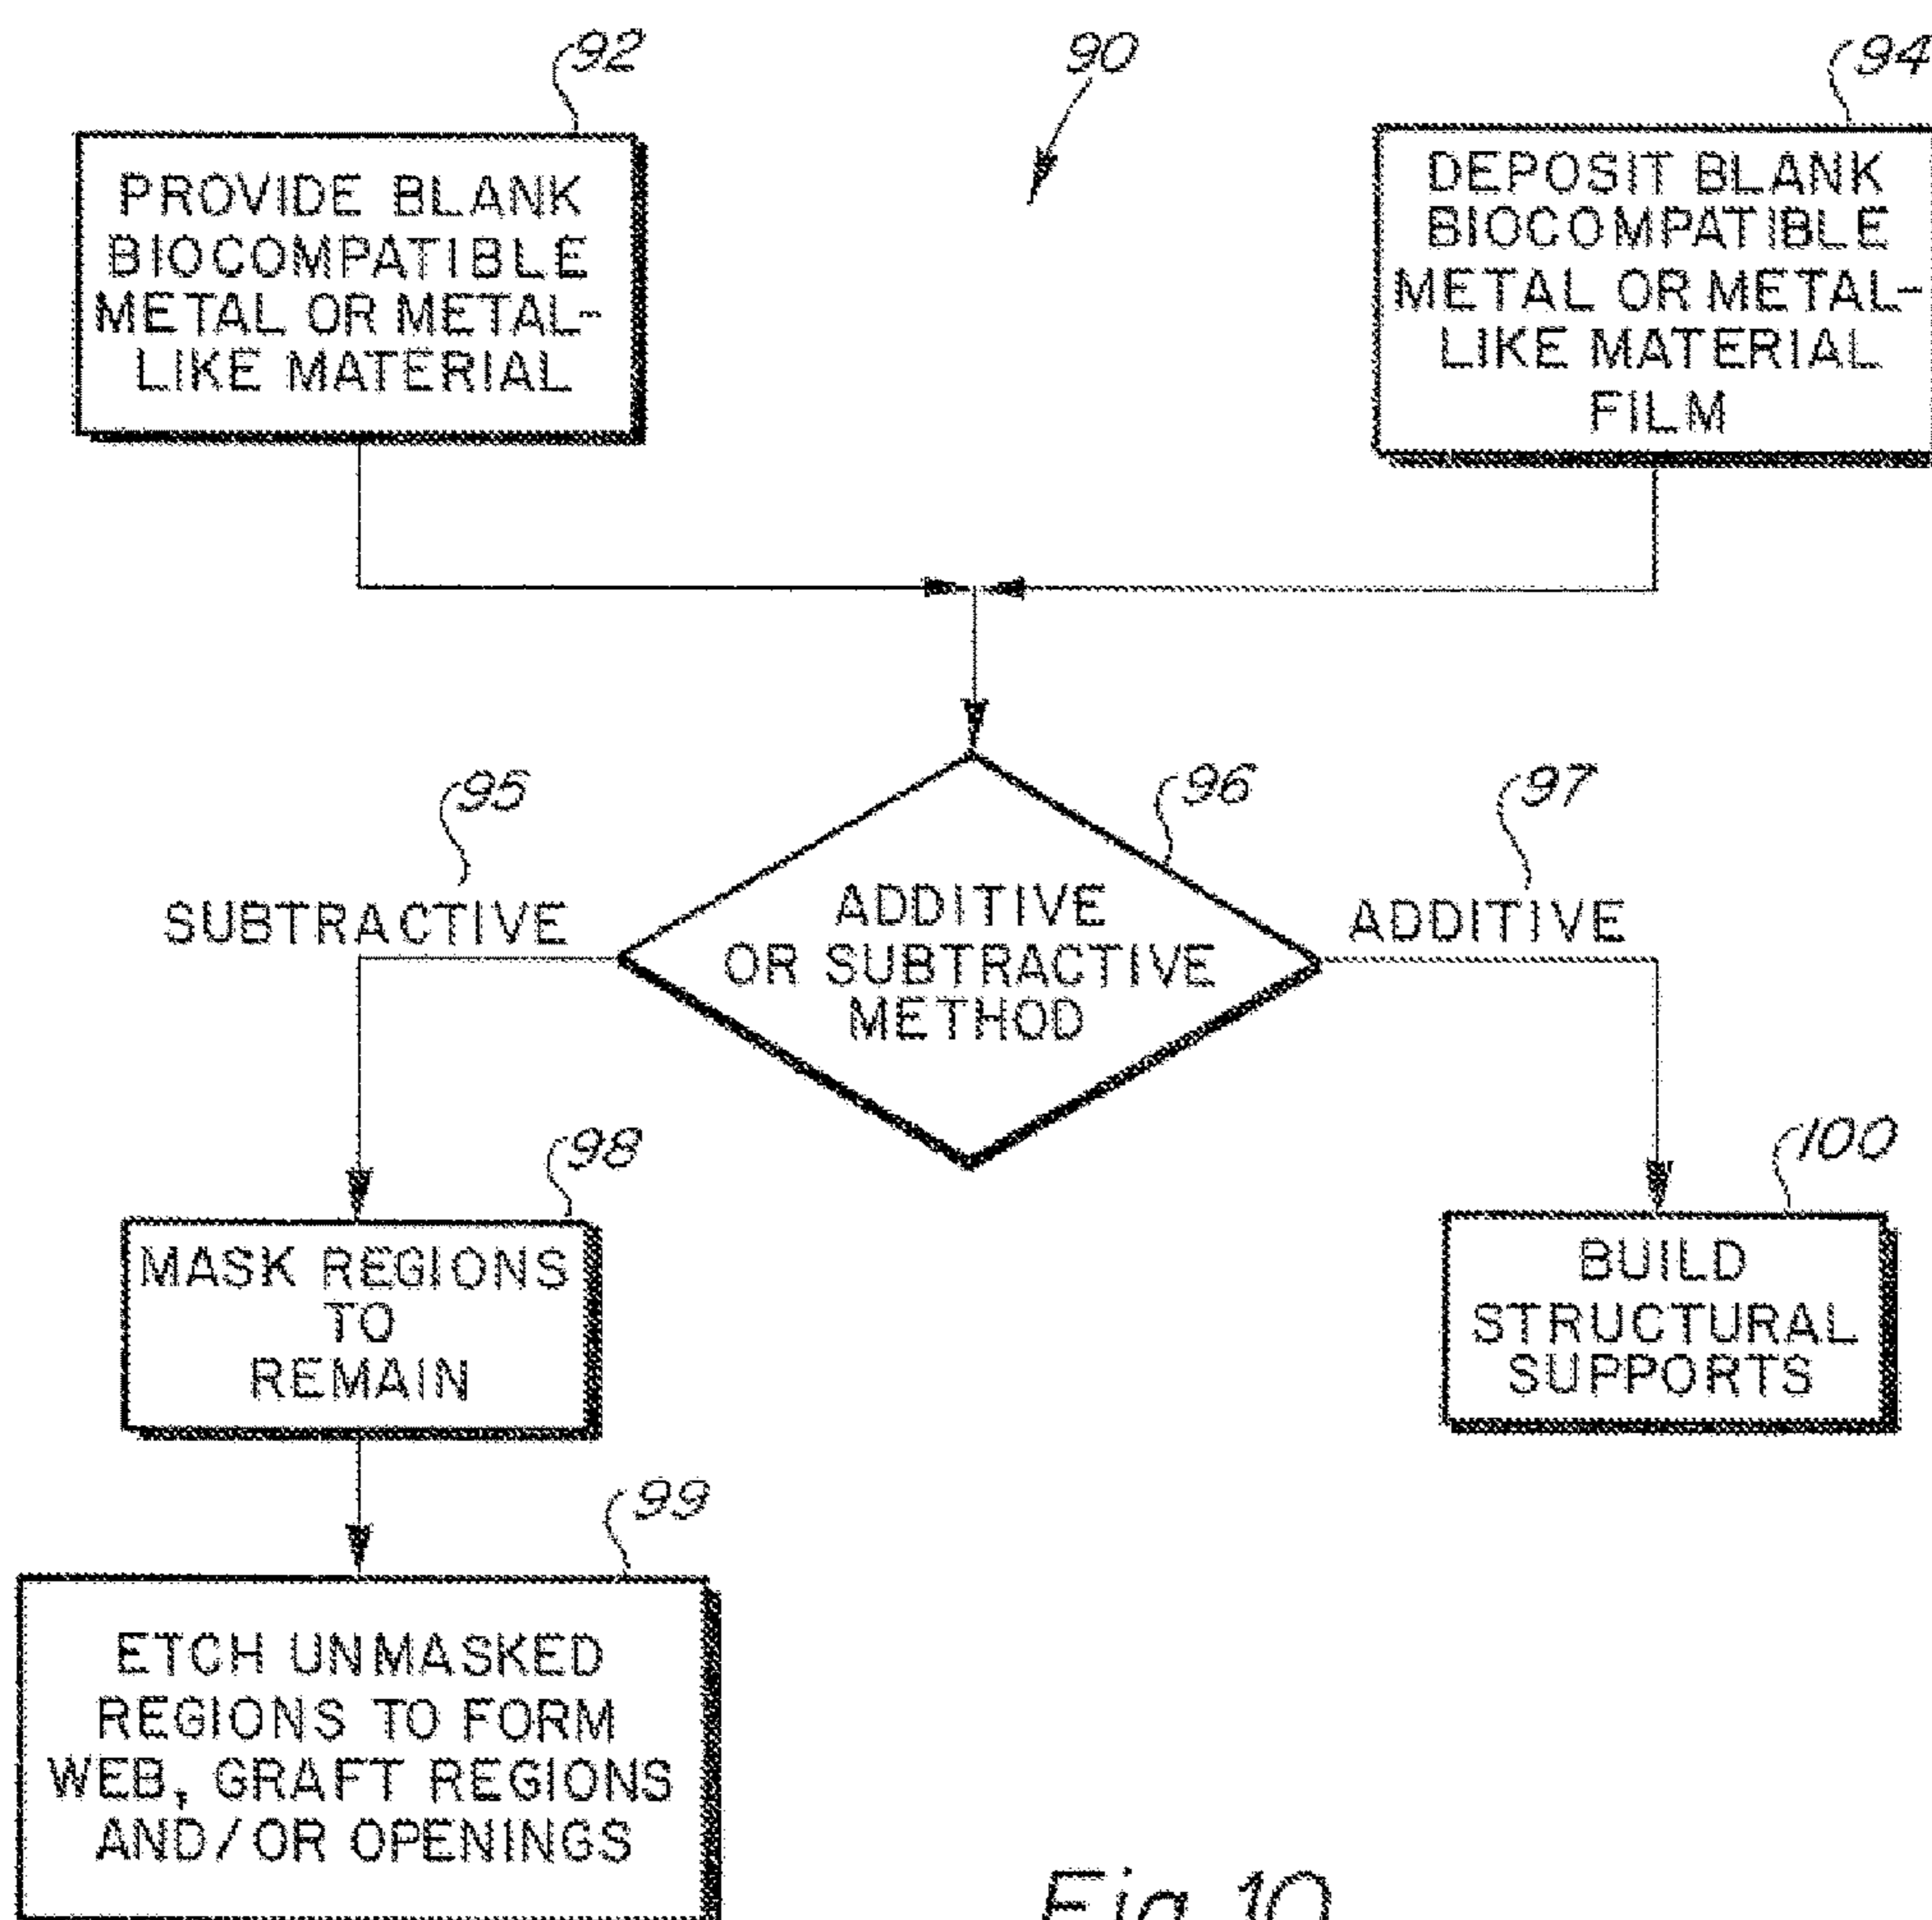 92
90
94
PROVIDE BLANK
BIOCOMPATIBLE
METAL OR METAL-
LIKE MATERIAL
DEPOSIT BLANK
BIOCOMPATIBLE
METAL OR METAL-
LIKE MATERIAL
FILM
95
96
97
SUBTRACTIVE
ADDITIVE
OR SUBTRACTIVE
METHOD
ADDITIVE
98
MASK REGIONS
TO
REMAIN
100
BUILD
STRUCTURAL
SUPPORTS
99
ETCH UNMASKED
REGIONS TO FORM
WEB, GRAFT REGIONS
AND/OR OPENINGS
Fig. 10